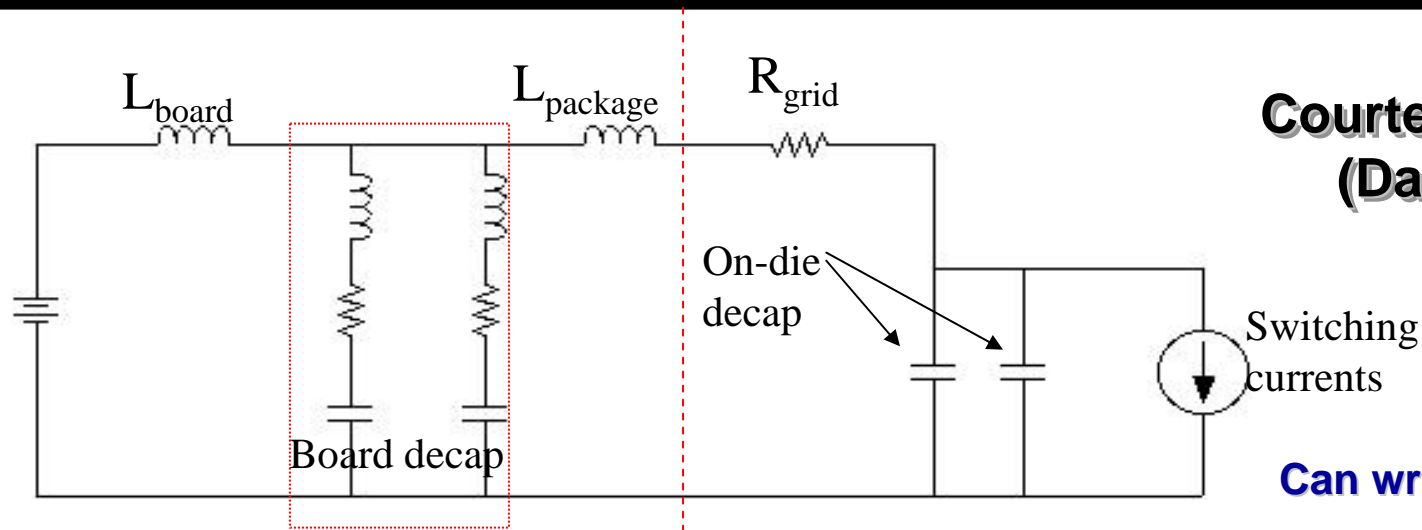 L_board
L_package
R_grid
Courte
(Da
On-die
decap
Switching
currents
Board decap
Can wr